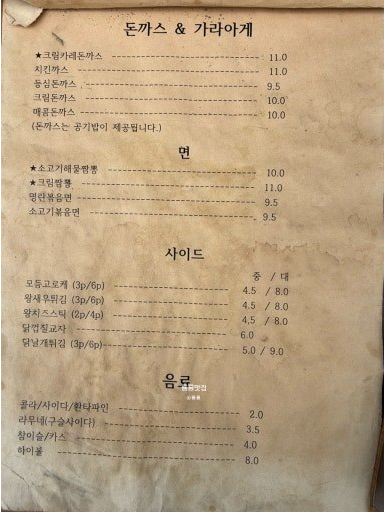 돈까스 & 가라아게
★크림카레돈까스 ------ 11.0
치킨까스 ------ 11.0
등심돈까스 ------ 9.5
크림돈까스 ------ 10.0
매콤돈까스 ------ 10.0
(돈까스는 공기밥이 제공됩니다.)
면
★소고기해물짬뽕 ------ 10.0
★크림짬뽕 ------ 11.0
명란볶음면 ------ 9.5
소고기볶음면 ------ 9.5
사이드
중 / 대
모듬고로케 (3p/6p) ------ 4.5 / 8.0
왕새우튀김 (3p/6p) ------ 4.5 / 8.0
왕치즈스틱 (2p/4p) ------ 4.5 / 8.0
닭껍질교자 ------ 6.0
닭날개튀김 (3p/6p) ------ 5.0 / 9.0
음료
콜라/사이다/환타파인 ------ 2.0
라무네(구슬사이다) ------ 3.5
참이슬/카스 ------ 4.0
하이볼 ------ 8.0